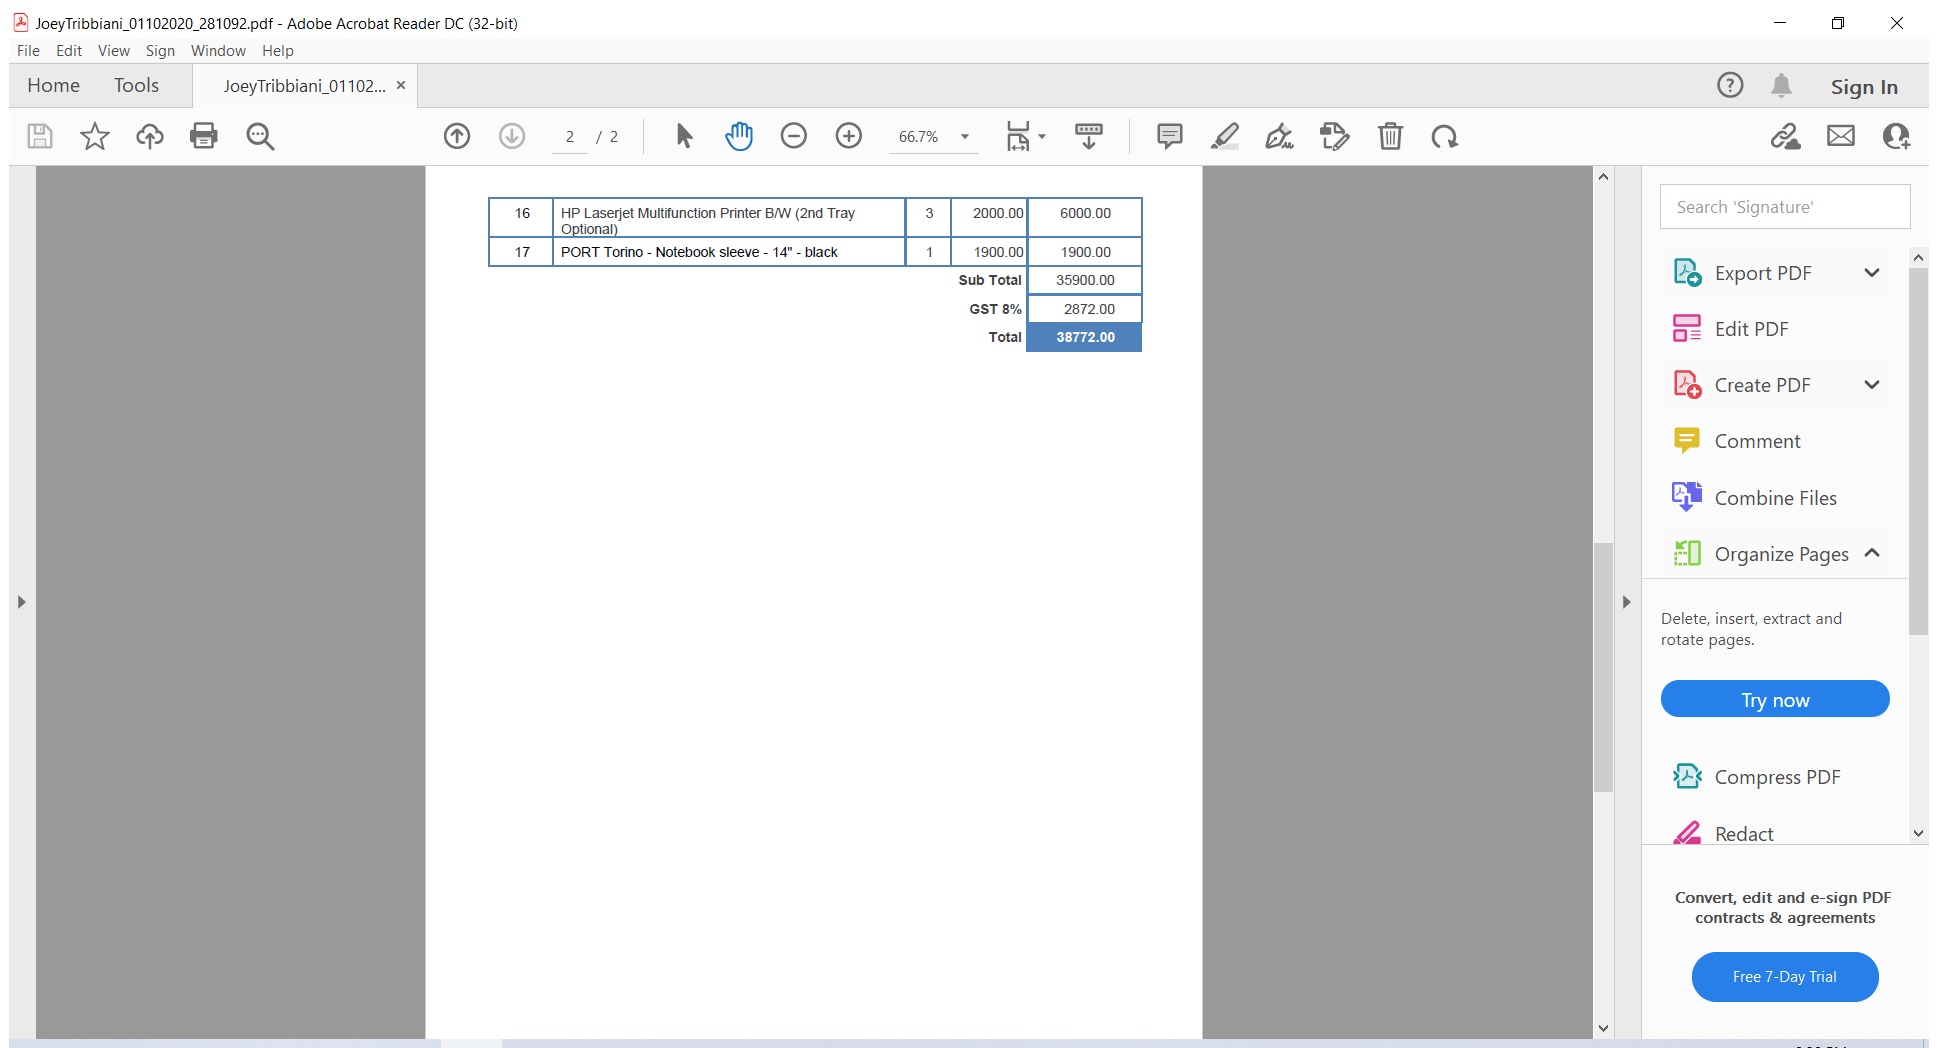 JoeyTribbiani_01102020_281092.pdf - Adobe Acrobat Reader DC (32-bit)
File Edit View Sign Window Help
Home Tools JoeyTribbiani_01102... × Sign In
2 / 2 66.7%
16 HP Laserjet Multifunction Printer B/W (2nd Tray Optional) 3 2000.00 6000.00
17 PORT Torino - Notebook sleeve - 14" - black 1 1900.00 1900.00
Sub Total 35900.00
GST 8% 2872.00
Total 38772.00
Search 'Signature'
Export PDF
Edit PDF
Create PDF
Comment
Combine Files
Organize Pages
Delete, insert, extract and
rotate pages.
Try now
Compress PDF
Redact
Convert, edit and e-sign PDF
contracts & agreements
Free 7-Day Trial